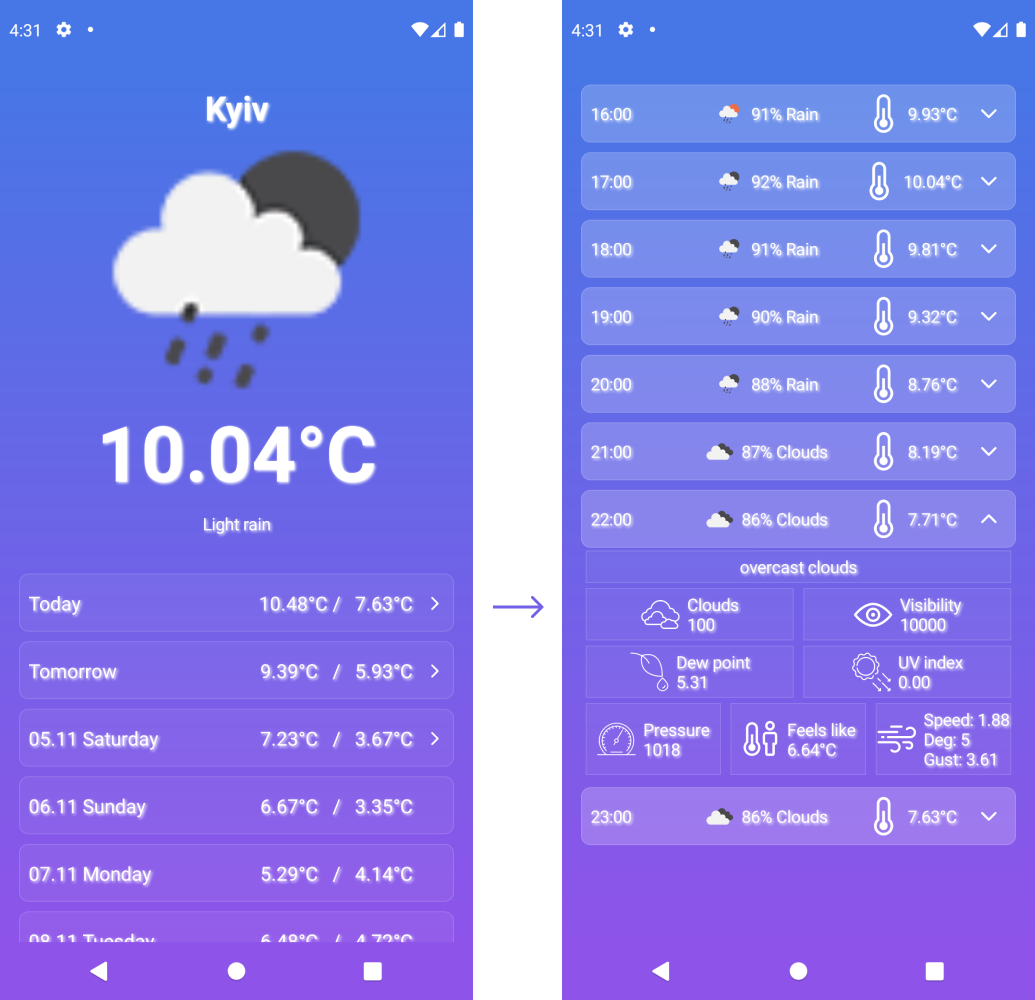 4:31
Kyiv
10.04°C
Light rain
Today 10.48°C / 7.63°C
Tomorrow 9.39°C / 5.93°C
05.11 Saturday 7.23°C / 3.67°C
06.11 Sunday 6.67°C / 3.35°C
07.11 Monday 5.29°C / 4.14°C
08.11 Tuesday 6.48°C / 4.72°C
4:31
16:00 91% Rain 9.93°C
17:00 92% Rain 10.04°C
18:00 91% Rain 9.81°C
19:00 90% Rain 9.32°C
20:00 88% Rain 8.76°C
21:00 87% Clouds 8.19°C
22:00 86% Clouds 7.71°C
overcast clouds
Clouds
100
Visibility
10000
Dew point
5.31
UV index
0.00
Pressure
1018
Feels like
6.64°C
Speed: 1.88
Deg: 5
Gust: 3.61
23:00 86% Clouds 7.63°C